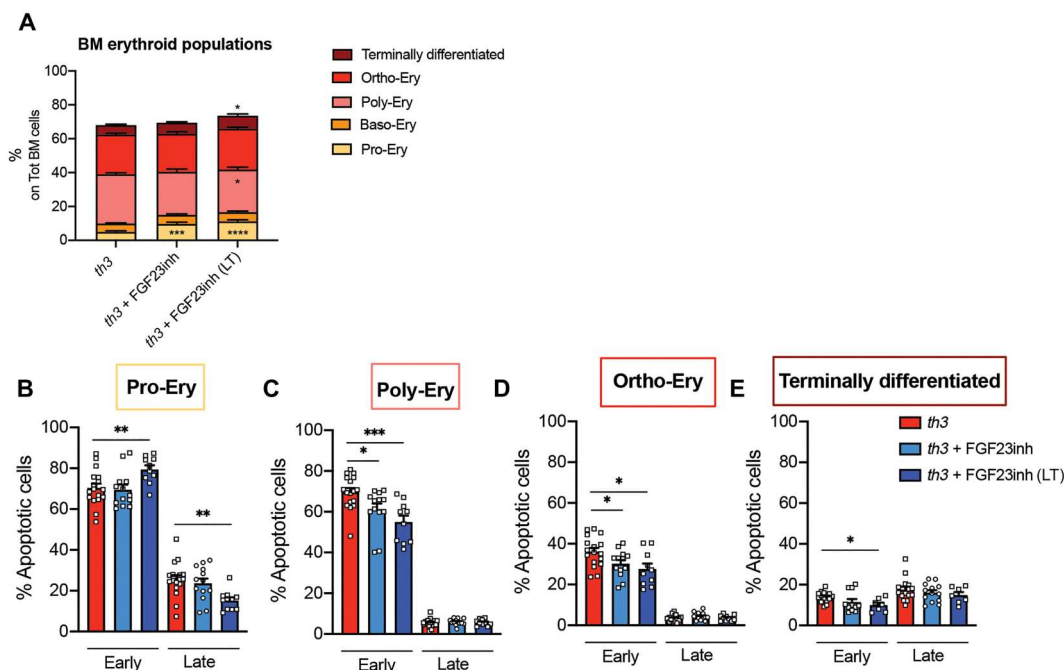 A
BM erythroid populations
%
on Tot BM cells
100
80
60
40
20
0
*
*
***
****
th3
th3 + FGF23inh
th3 + FGF23inh (LT)
Terminally differentiated
Ortho-Ery
Poly-Ery
Baso-Ery
Pro-Ery
B
Pro-Ery
% Apoptotic cells
100
80
60
40
20
0
**
**
Early
Late
C
Poly-Ery
% Apoptotic cells
100
80
60
40
20
0
***
*
Early
Late
D
Ortho-Ery
% Apoptotic cells
100
80
60
40
20
0
*
*
Early
Late
E
Terminally differentiated
% Apoptotic cells
100
80
60
40
20
0
*
Early
Late
th3
th3 + FGF23inh
th3 + FGF23inh (LT)